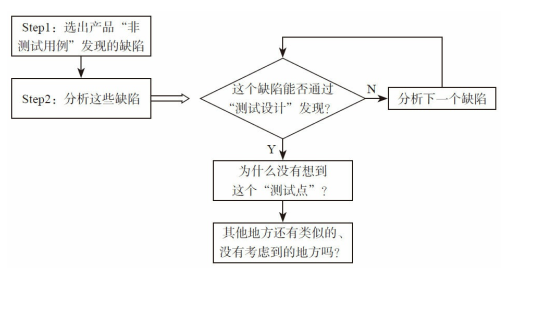 Step1：选出产品“非
测试用例”发现的缺陷
Step2：分析这些缺陷
这个缺陷能否通过
“测试设计”发现？
N
分析下一个缺陷
Y
为什么没有想到
这个“测试点”？
其他地方还有类似的、
没有考虑到的地方吗？